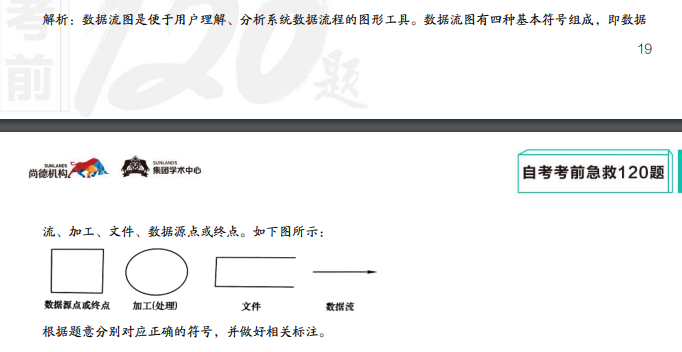 解析：数据流图是便于用户理解、分析系统数据流程的图形工具。数据流图有四种基本符号组成，即数据
19
考前
120题
SUNLANDS
尚德机构
SUNLANDS
集团学术中心
自考考前急救120题
流、加工、文件、数据源点或终点。如下图所示：
数据源点或终点 加工(处理) 文件 数据流
根据题意分别对应正确的符号，并做好相关标注。